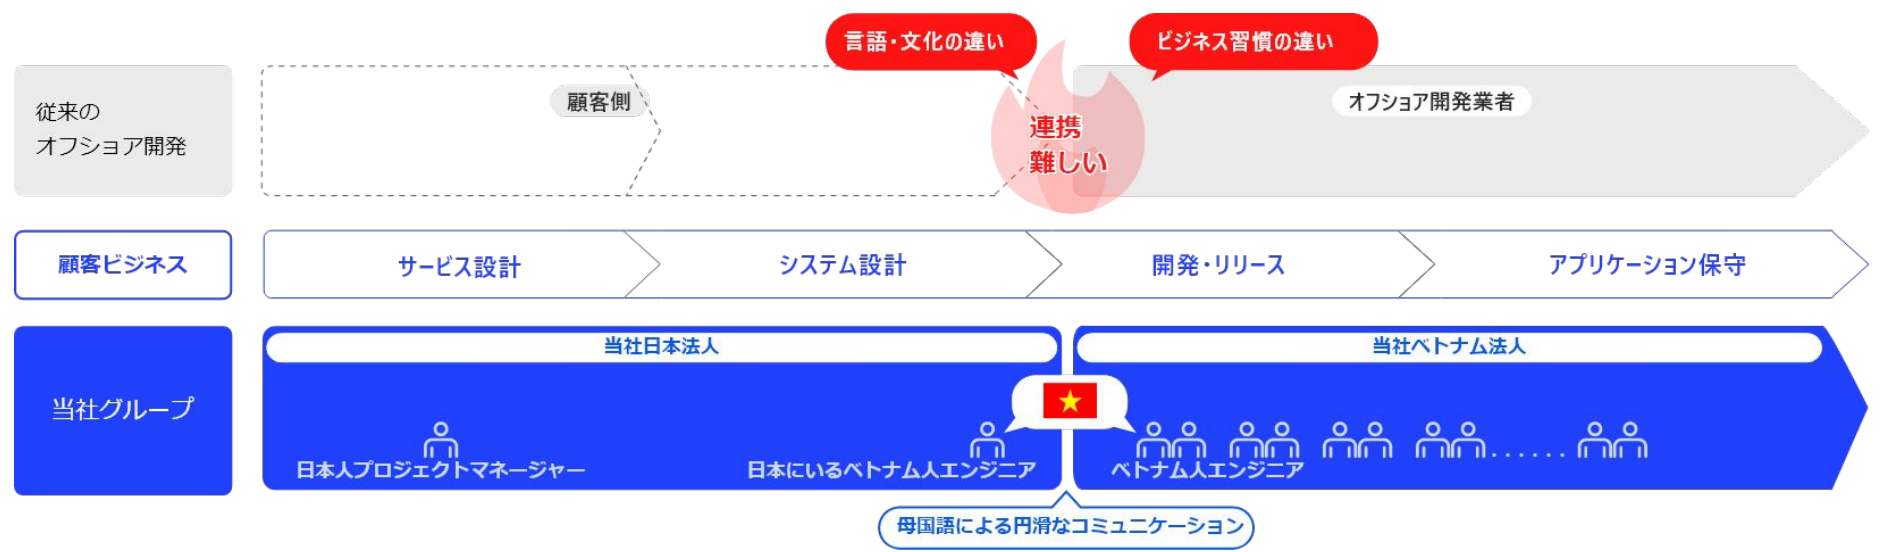 言語・文化の違い
ビジネス習慣の違い
従来の
オフショア開発
顧客側
オフショア開発業者
連携
難しい
顧客ビジネス
サービス設計
システム設計
開発・リリース
アプリケーション保守
当社グループ
当社日本法人
当社ベトナム法人
日本人プロジェクトマネージャー
日本にいるベトナム人エンジニア
ベトナム人エンジニア
......
母国語による円滑なコミュニケーション